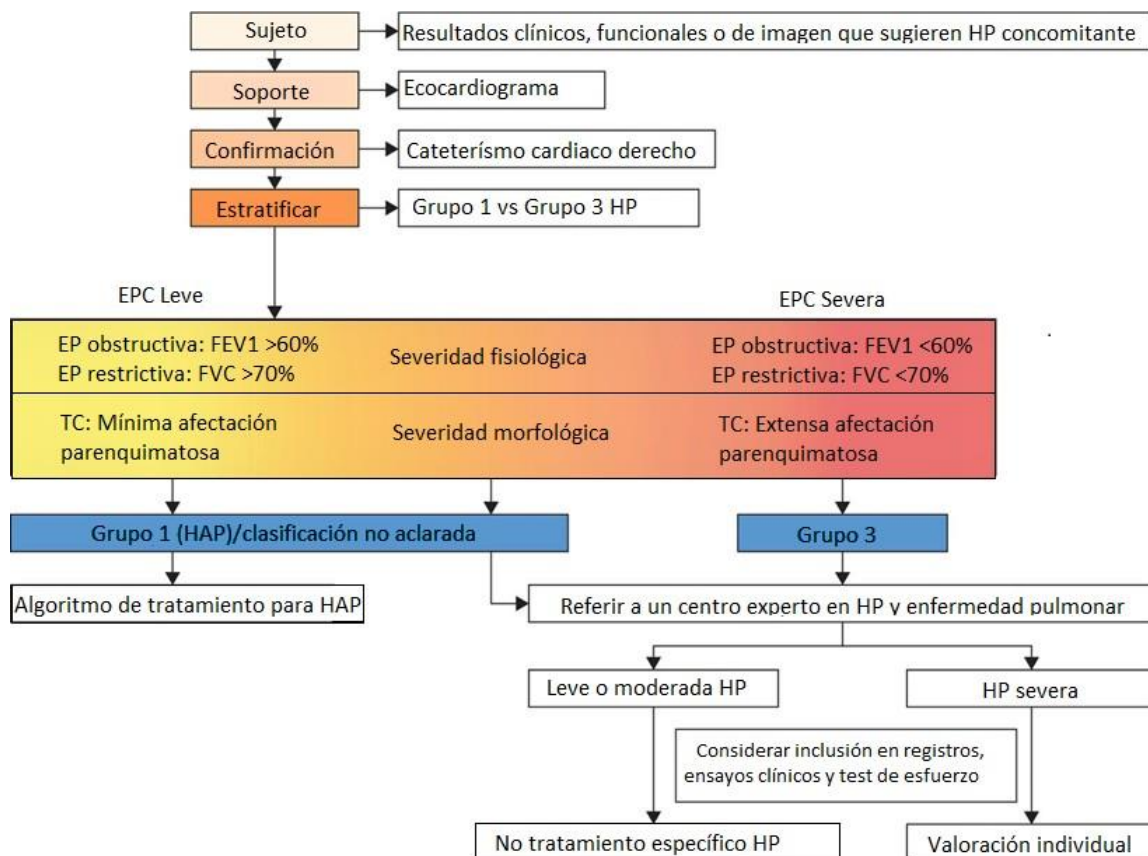 Sujeto
Resultados clínicos, funcionales o de imagen que sugieren HP concomitante
Soporte
Ecocardiograma
Confirmación
Cateterísmo cardiaco derecho
Estratificar
Grupo 1 vs Grupo 3 HP
EPC Leve
EPC Severa
EP obstructiva: FEV1 >60%
EP restrictiva: FVC >70%
Severidad fisiológica
EP obstructiva: FEV1 <60%
EP restrictiva: FVC <70%
TC: Mínima afectación
parenquimatosa
Severidad morfológica
TC: Extensa afectación
parenquimatosa
Grupo 1 (HAP)/clasificación no aclarada
Grupo 3
Algoritmo de tratamiento para HAP
Referir a un centro experto en HP y enfermedad pulmonar
Leve o moderada HP
HP severa
Considerar inclusión en registros,
ensayos clínicos y test de esfuerzo
No tratamiento específico HP
Valoración individual